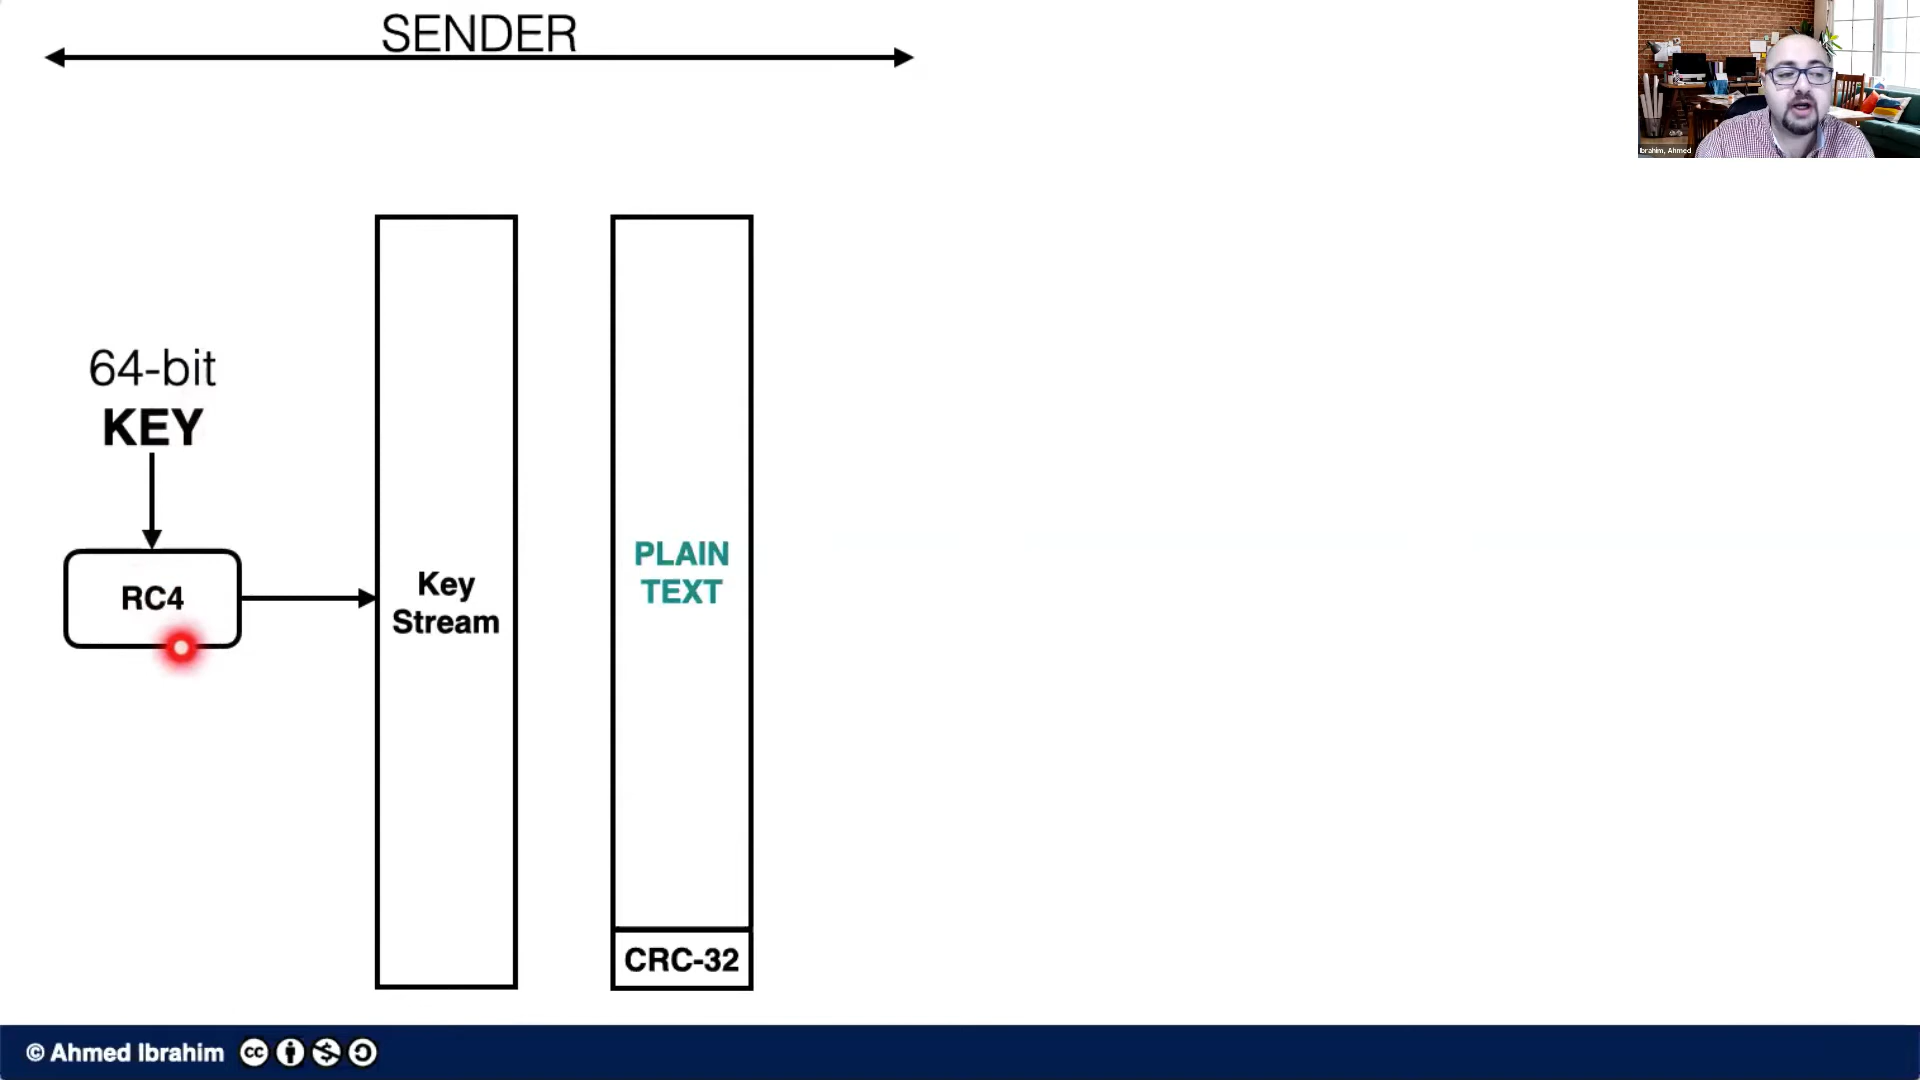 SENDER
Ibrahim, Ahmed
64-bit
KEY
RC4
Key
Stream
PLAIN
TEXT
CRC-32
© Ahmed Ibrahim